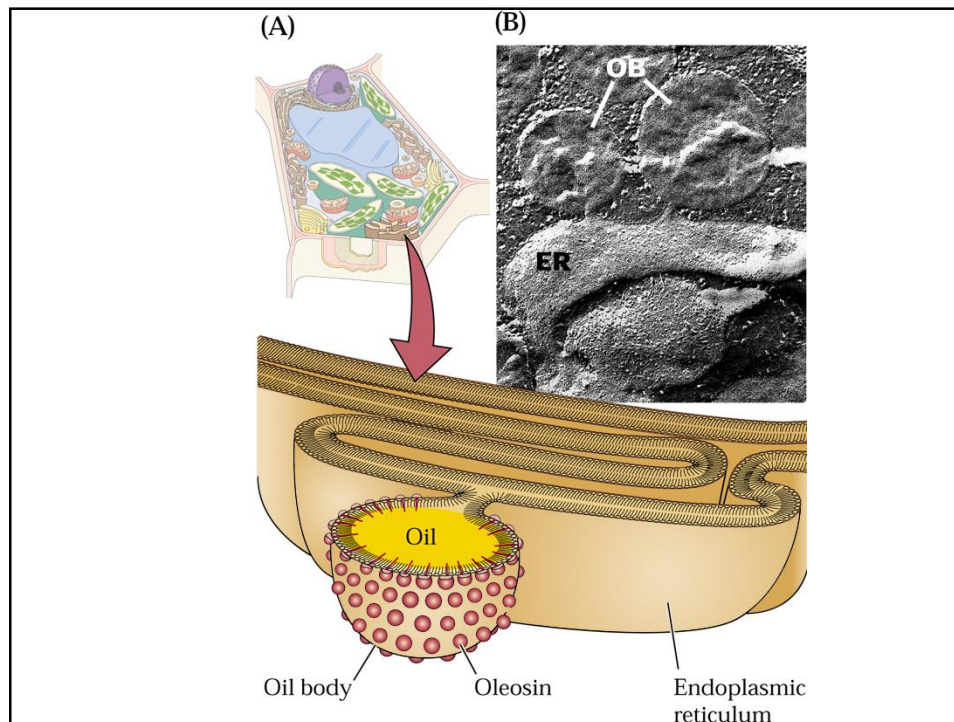 (A)
(B)
OB
ER
Oil
Oil body
Oleosin
Endoplasmic
reticulum